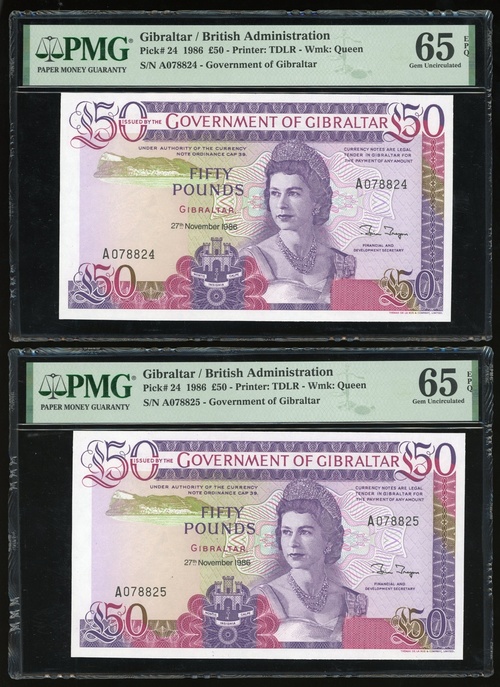 PMG
PAPER MONEY GUARANTY
Gibraltar / British Administration
Pick# 24 1986 £50 - Printer: TDLR - Wmk: Queen
S/N A078824 - Government of Gibraltar
65 EPQ
Gem Uncirculated
£50 ISSUED BY THE GOVERNMENT OF GIBRALTAR £50
UNDER AUTHORITY OF THE CURRENCY
NOTE ORDINANCE CAP 39.
CURRENCY NOTES ARE LEGAL
TENDER IN GIBRALTAR FOR
THE PAYMENT OF ANY AMOUNT
FIFTY
POUNDS
GIBRALTAR
27th November 1986
A078824
A078824
FINANCIAL AND
DEVELOPMENT SECRETARY
£50
£50
PMG
PAPER MONEY GUARANTY
Gibraltar / British Administration
Pick# 24 1986 £50 - Printer: TDLR - Wmk: Queen
S/N A078825 - Government of Gibraltar
65 EPQ
Gem Uncirculated
£50 ISSUED BY THE GOVERNMENT OF GIBRALTAR £50
UNDER AUTHORITY OF THE CURRENCY
NOTE ORDINANCE CAP 39.
CURRENCY NOTES ARE LEGAL
TENDER IN GIBRALTAR FOR
THE PAYMENT OF ANY AMOUNT
FIFTY
POUNDS
GIBRALTAR
27th November 1986
A078825
A078825
FINANCIAL AND
DEVELOPMENT SECRETARY
£50
£50